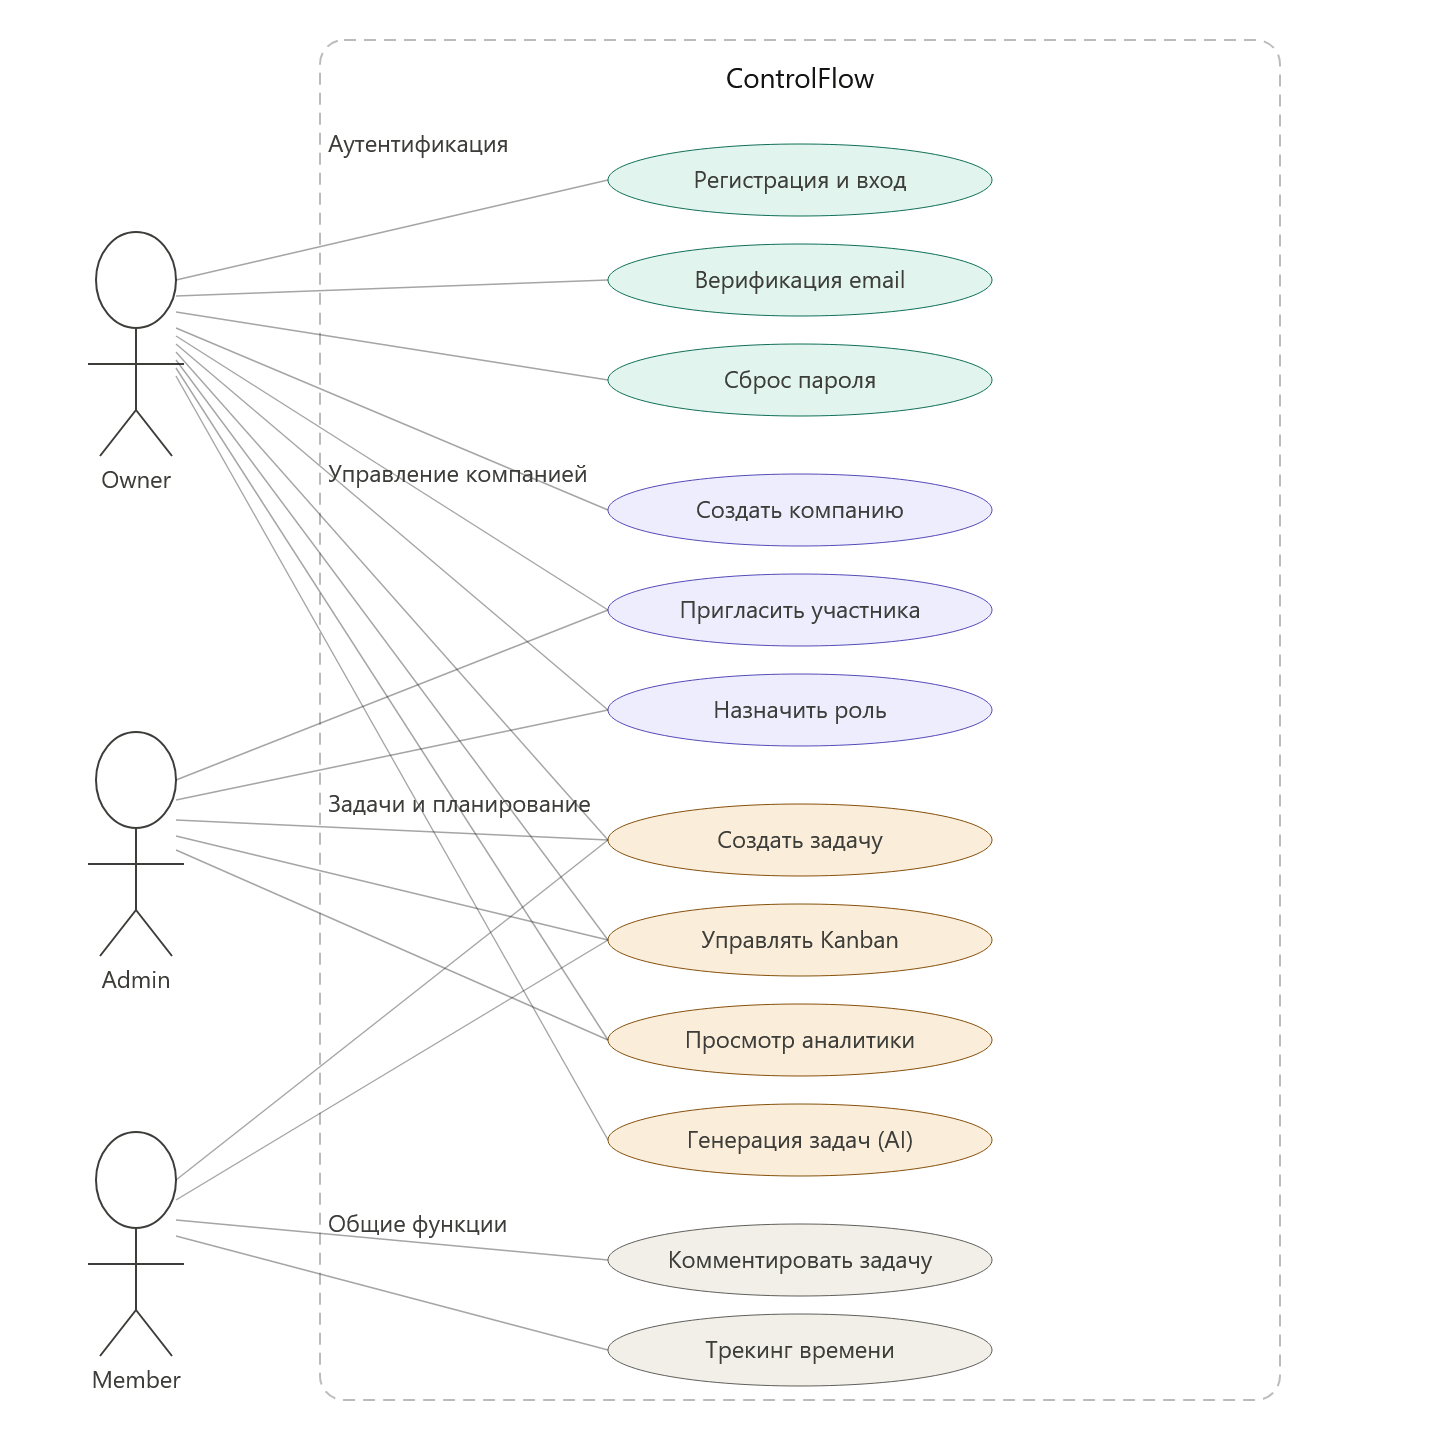 ControlFlow
Аутентификация
Регистрация и вход
Верификация email
Сброс пароля
Owner
Управление компанией
Создать компанию
Пригласить участника
Назначить роль
Admin
Задачи и планирование
Создать задачу
Управлять Kanban
Просмотр аналитики
Генерация задач (AI)
Member
Общие функции
Комментировать задачу
Трекинг времени